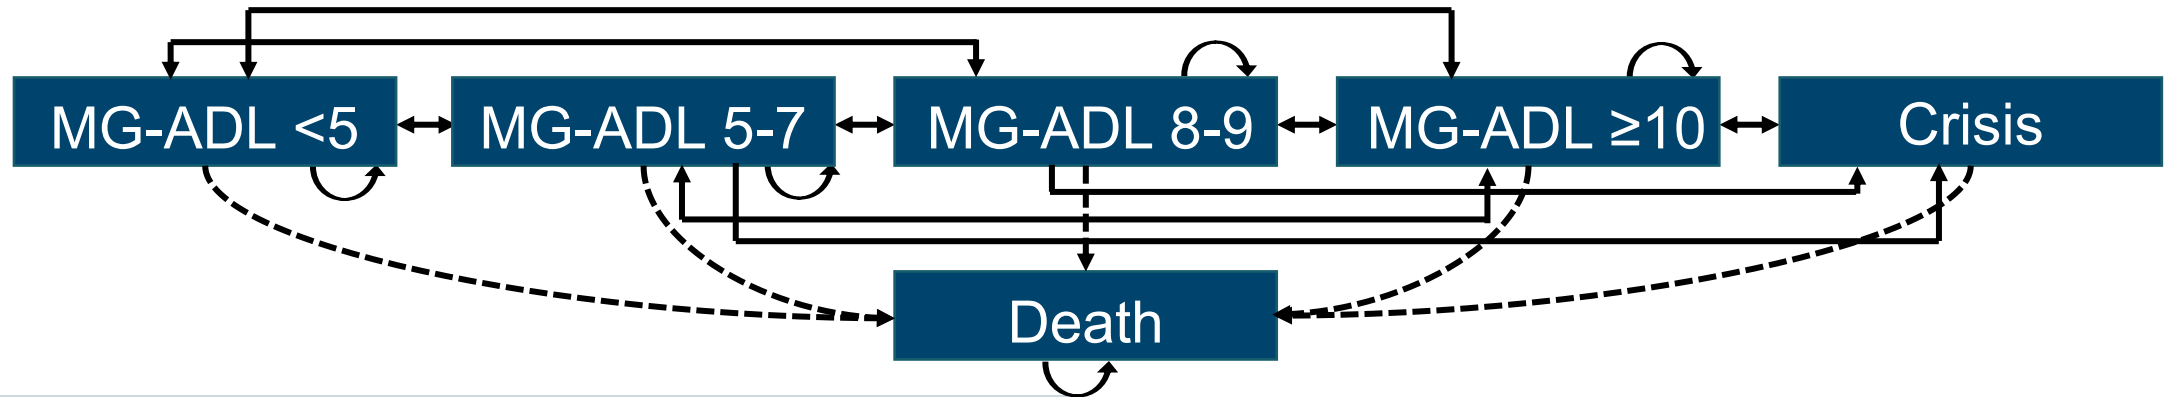 MG-ADL <5
MG-ADL 5-7
MG-ADL 8-9
MG-ADL ≥10
Crisis
Death